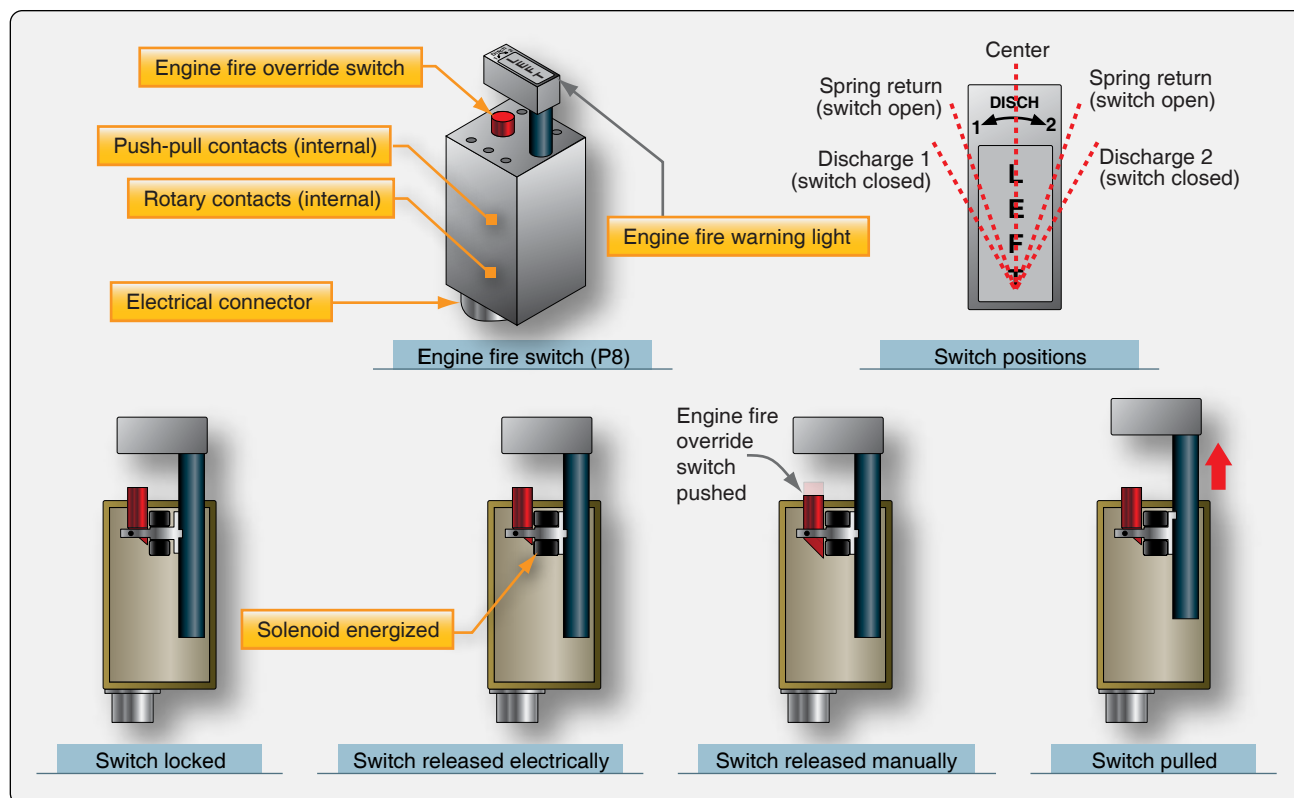 Engine fire override switch
Push-pull contacts (internal)
Rotary contacts (internal)
Electrical connector
LEFT
Engine fire warning light
Engine fire switch (P8)
Center
Spring return
(switch open)
Spring return
(switch open)
DISCH
1
2
Discharge 1
(switch closed)
Discharge 2
(switch closed)
L
E
F
T
Switch positions
Engine fire
override
switch
pushed
Solenoid energized
Switch locked
Switch released electrically
Switch released manually
Switch pulled